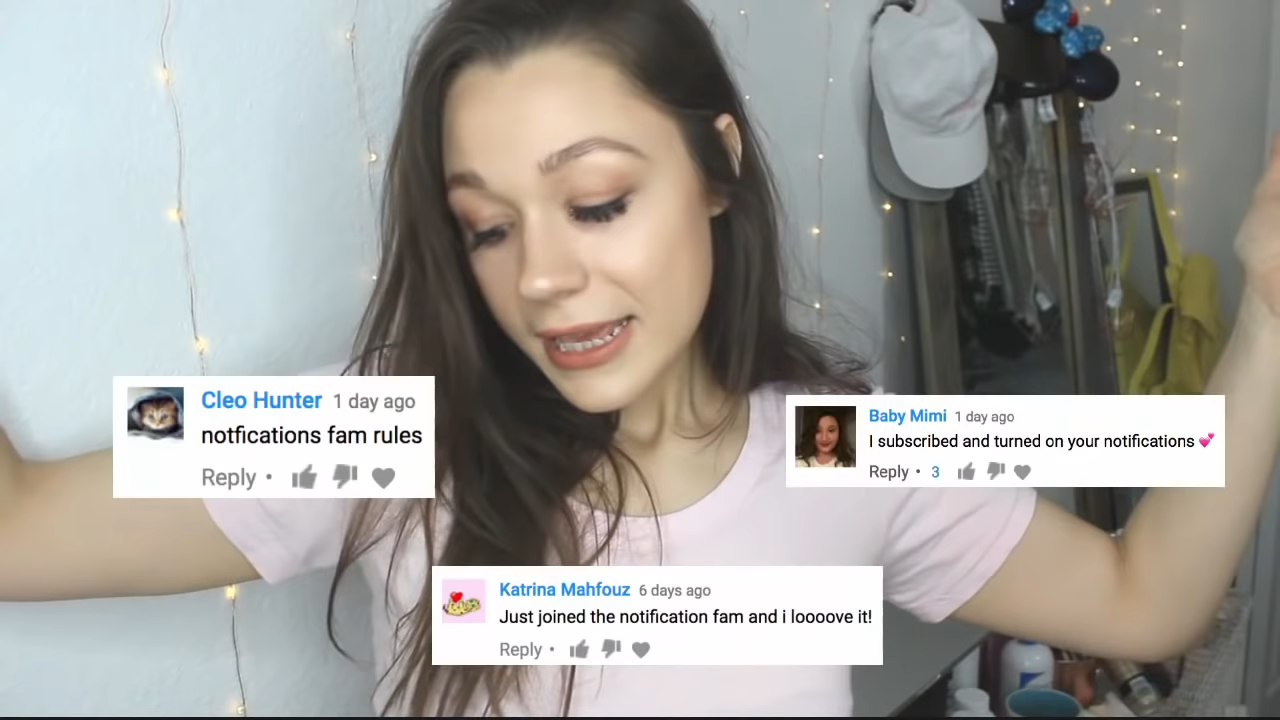 Cleo Hunter 1 day ago
notfications fam rules
Reply •
Baby Mimi 1 day ago
I subscribed and turned on your notifications 💕
Reply • 3
Katrina Mahfouz 6 days ago
Just joined the notification fam and i loooove it!
Reply •